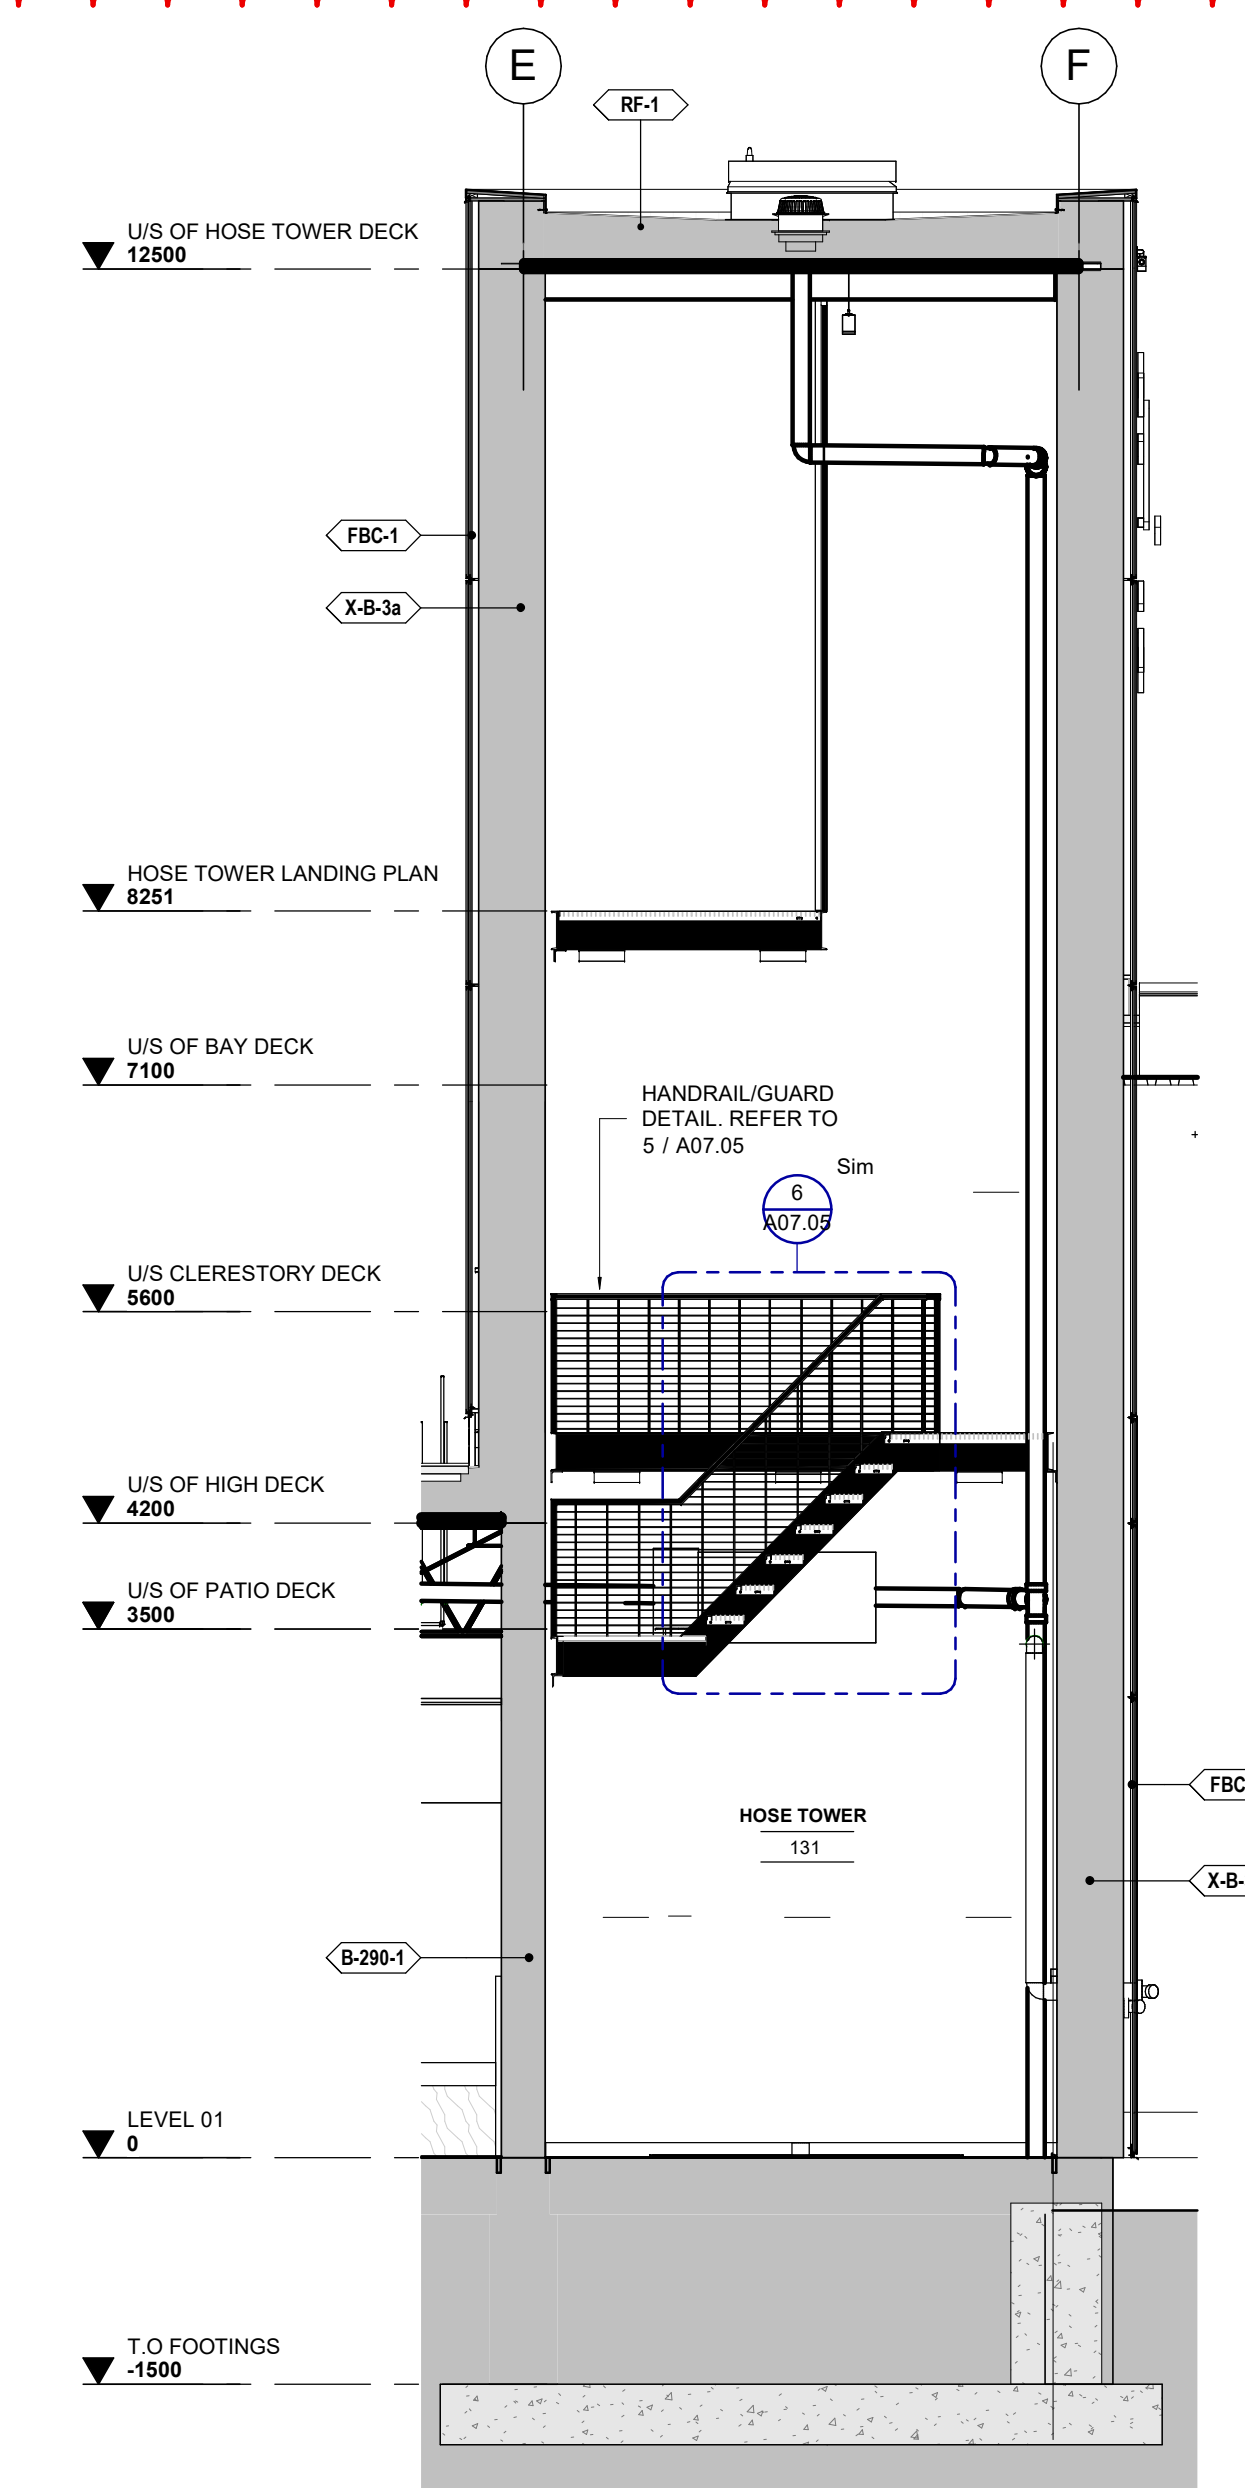 E
F
RF-1
U/S OF HOSE TOWER DECK
12500
FBC-1
X-B-3a
HOSE TOWER LANDING PLAN
8251
U/S OF BAY DECK
7100
HANDRAIL/GUARD
DETAIL. REFER TO
5 / A07.05
Sim
6
A07.05
U/S CLERESTORY DECK
5600
U/S OF HIGH DECK
4200
U/S OF PATIO DECK
3500
FBC
HOSE TOWER
131
X-B-
B-290-1
LEVEL 01
0
T.O FOOTINGS
-1500